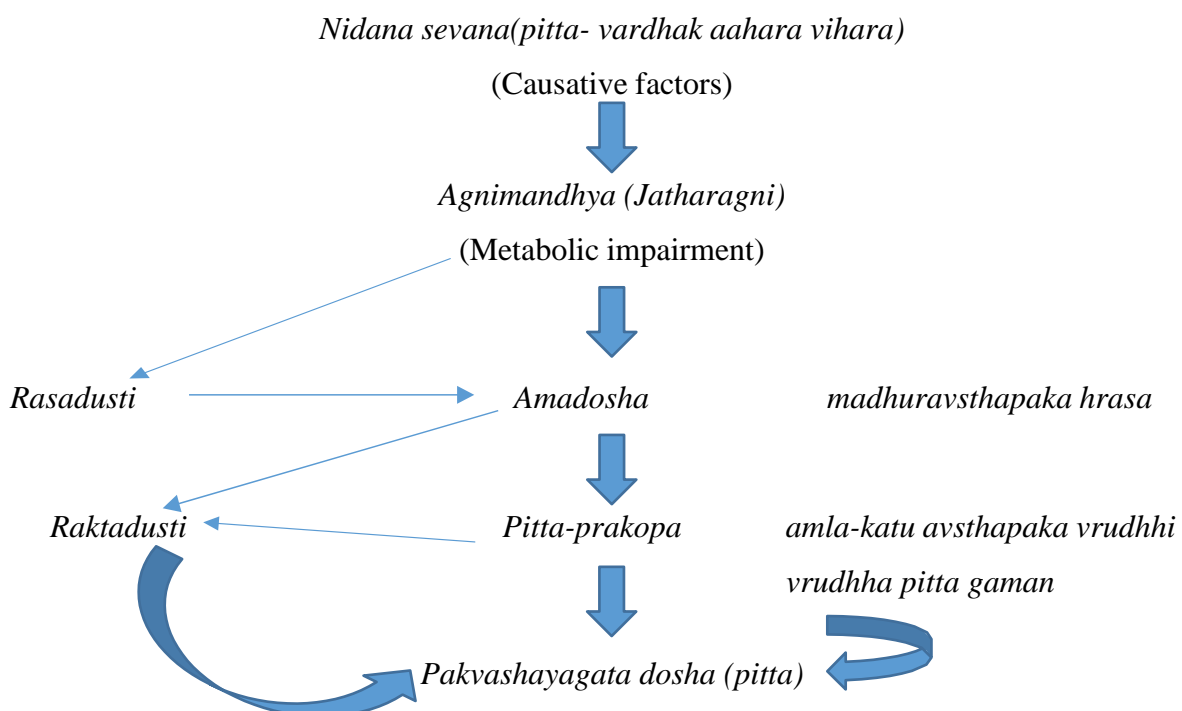 Nidana sevana(pitta- vardhak aahara vihara)
(Causative factors)
Agnimandhya (Jatharagni)
(Metabolic impairment)
Rasadusti
Amadosha
madhuravsthapaka hrasa
Raktadusti
Pitta-prakopa
amla-katu avsthapaka vrudhhi
vrudhha pitta gaman
Pakvashayagata dosha (pitta)